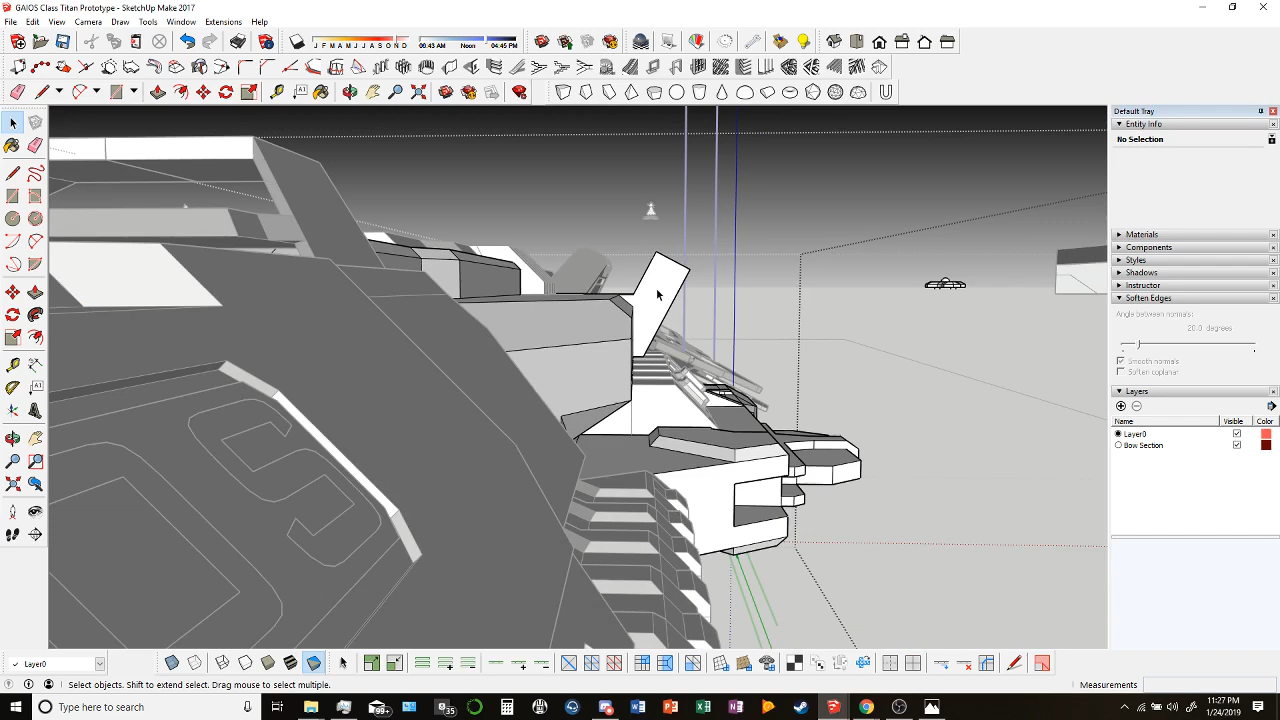 GAIOS Class Titan Prototype - SketchUp Make 2017
File Edit View Camera Draw Tools Window Extensions Help
J F M A M J J A S O N D 06:43 AM Noon 04:45 PM
Default Tray
Entity Info
No Selection
Materials
Components
Styles
Shadows
Instructor
Soften Edges
Angle between normals:
20.0 degrees
Smooth normals
Soften coplanar
Layers
Name Visible Color
Layer0
Bow Section
Layer0
Select objects. Shift to extend select. Drag mouse to select multiple.
Measurements
Type here to search
99+
35
11:27 PM
1/24/2019